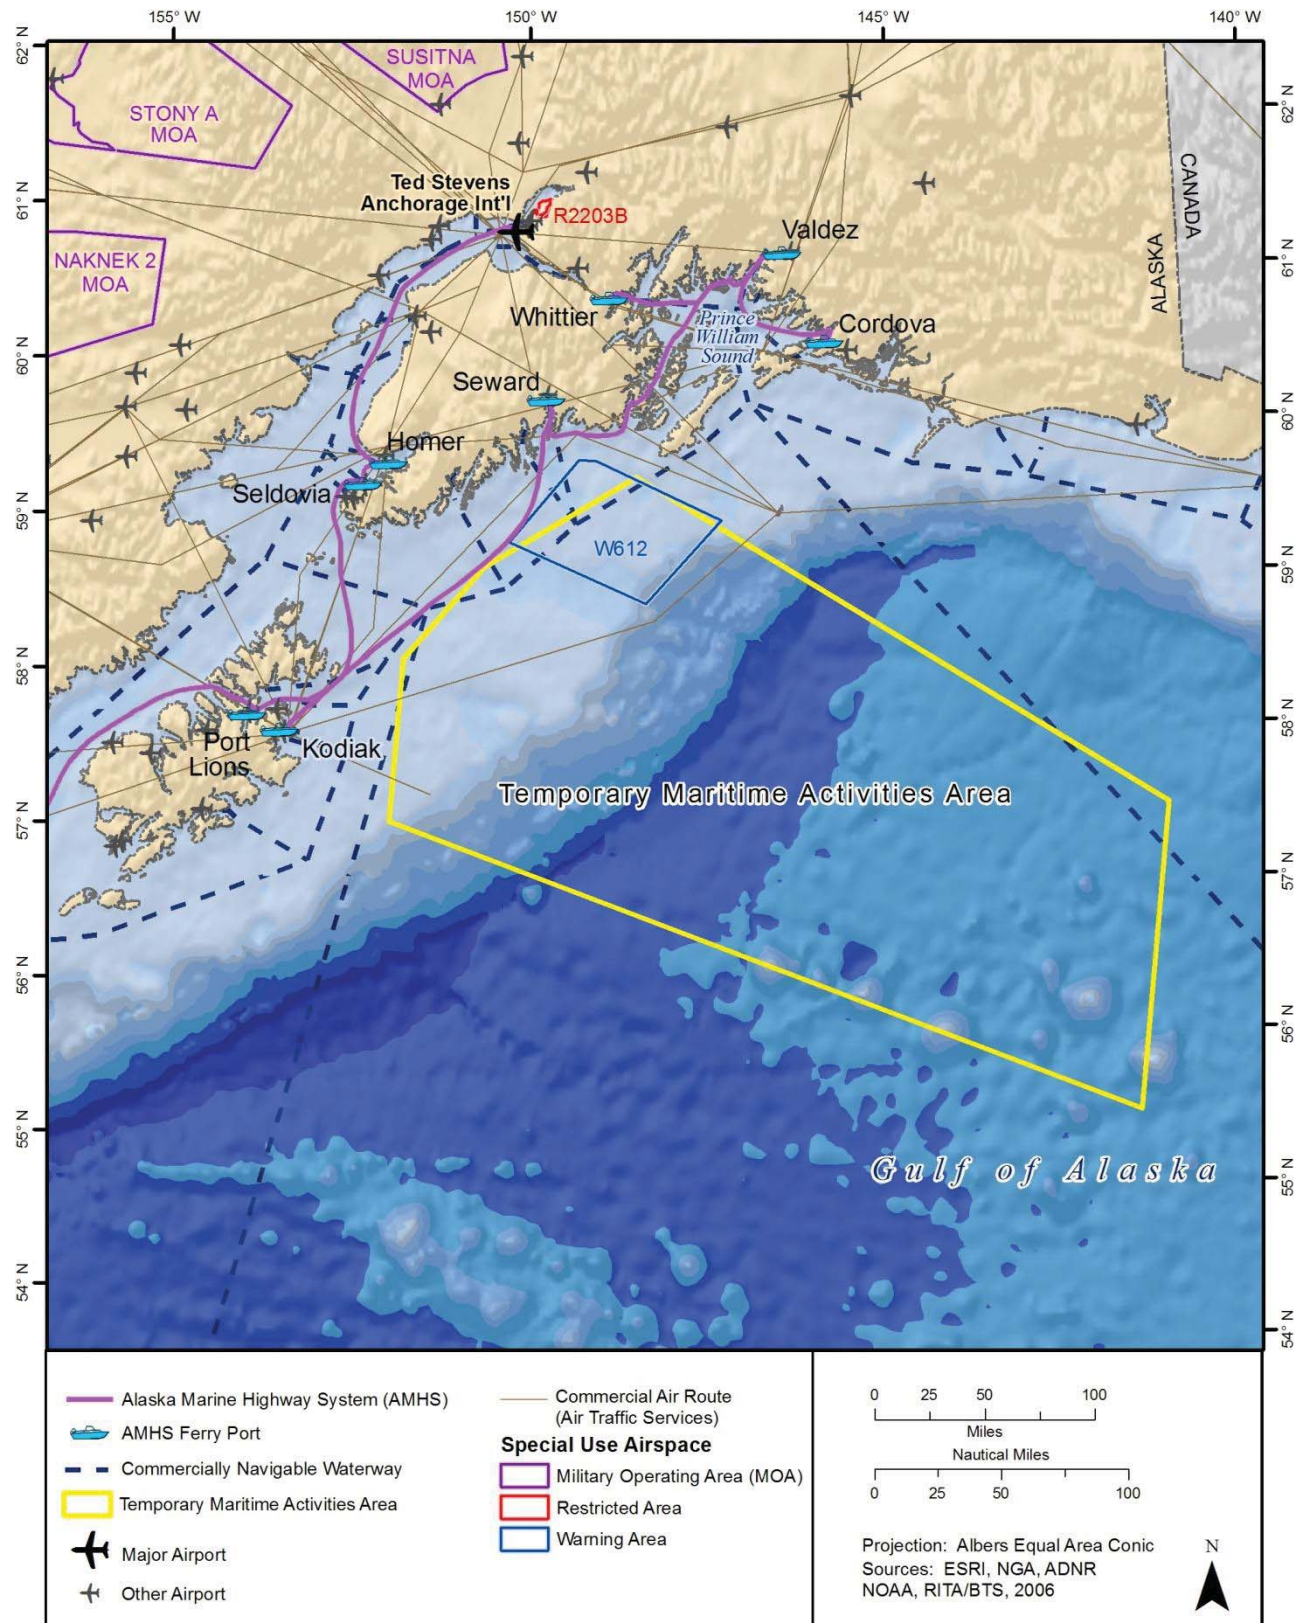 155° W
150° W
145° W
140° W
62° N
61° N
60° N
59° N
58° N
57° N
56° N
55° N
54° N
62° N
61° N
60° N
59° N
58° N
57° N
56° N
55° N
54° N
SUSITNA
MOA
STONY A
MOA
Ted Stevens
Anchorage Int'l
R2203B
NAKNEK 2
MOA
CANADA
ALASKA
Valdez
Whittier
Prince
William
Sound
Cordova
Seward
Homer
Seldovia
W612
Port
Lions
Kodiak
Temporary Maritime Activities Area
Gulf of Alaska
Alaska Marine Highway System (AMHS)
AMHS Ferry Port
Commercially Navigable Waterway
Temporary Maritime Activities Area
Major Airport
Other Airport
Commercial Air Route
(Air Traffic Services)
Special Use Airspace
Military Operating Area (MOA)
Restricted Area
Warning Area
0 25 50 100
Miles
Nautical Miles
0 25 50 100
Projection: Albers Equal Area Conic
Sources: ESRI, NGA, ADNR
NOAA, RITA/BTS, 2006
N